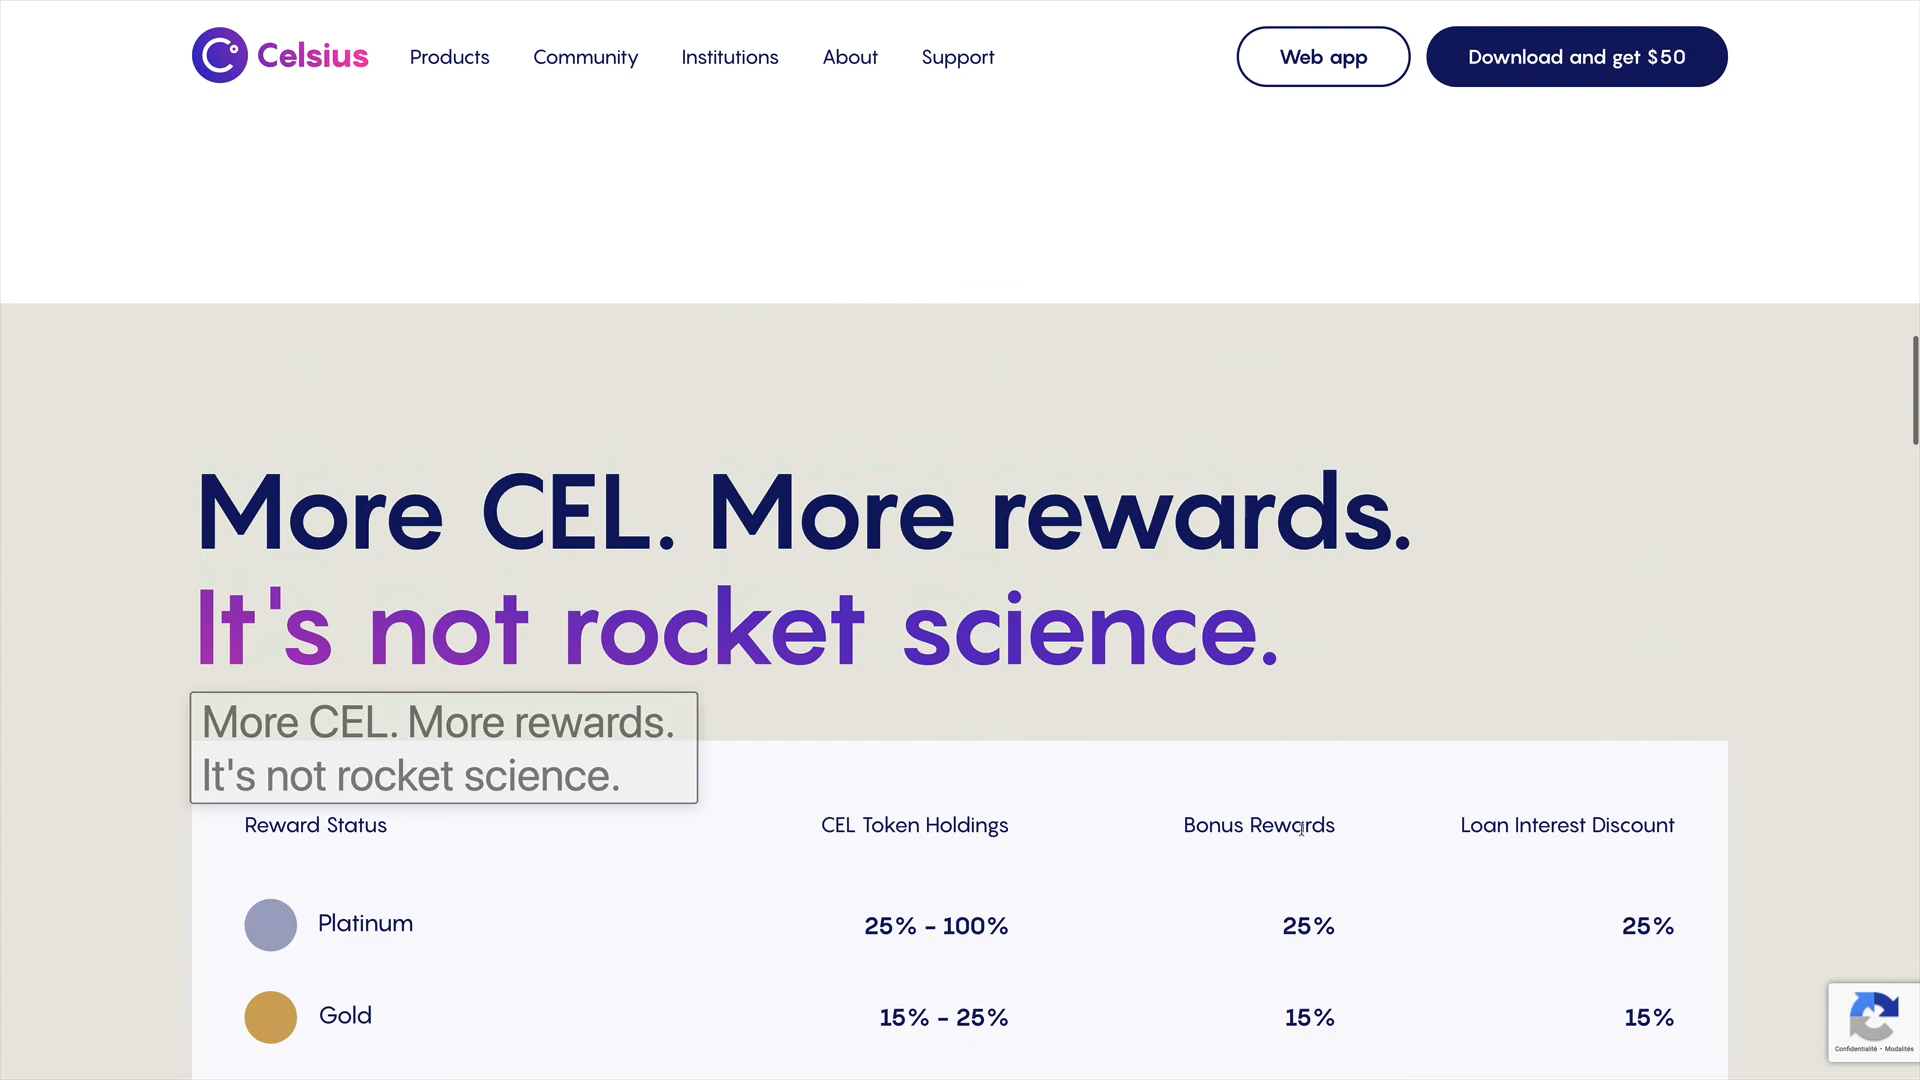 Celsius
Products
Community
Institutions
About
Support
Web app
Download and get $50
More CEL. More rewards.
It's not rocket science.
More CEL. More rewards.
It's not rocket science.
Reward Status
CEL Token Holdings
Bonus Rewards
Loan Interest Discount
Platinum
25% - 100%
25%
25%
Gold
15% - 25%
15%
15%
Confidentialité - Modalités